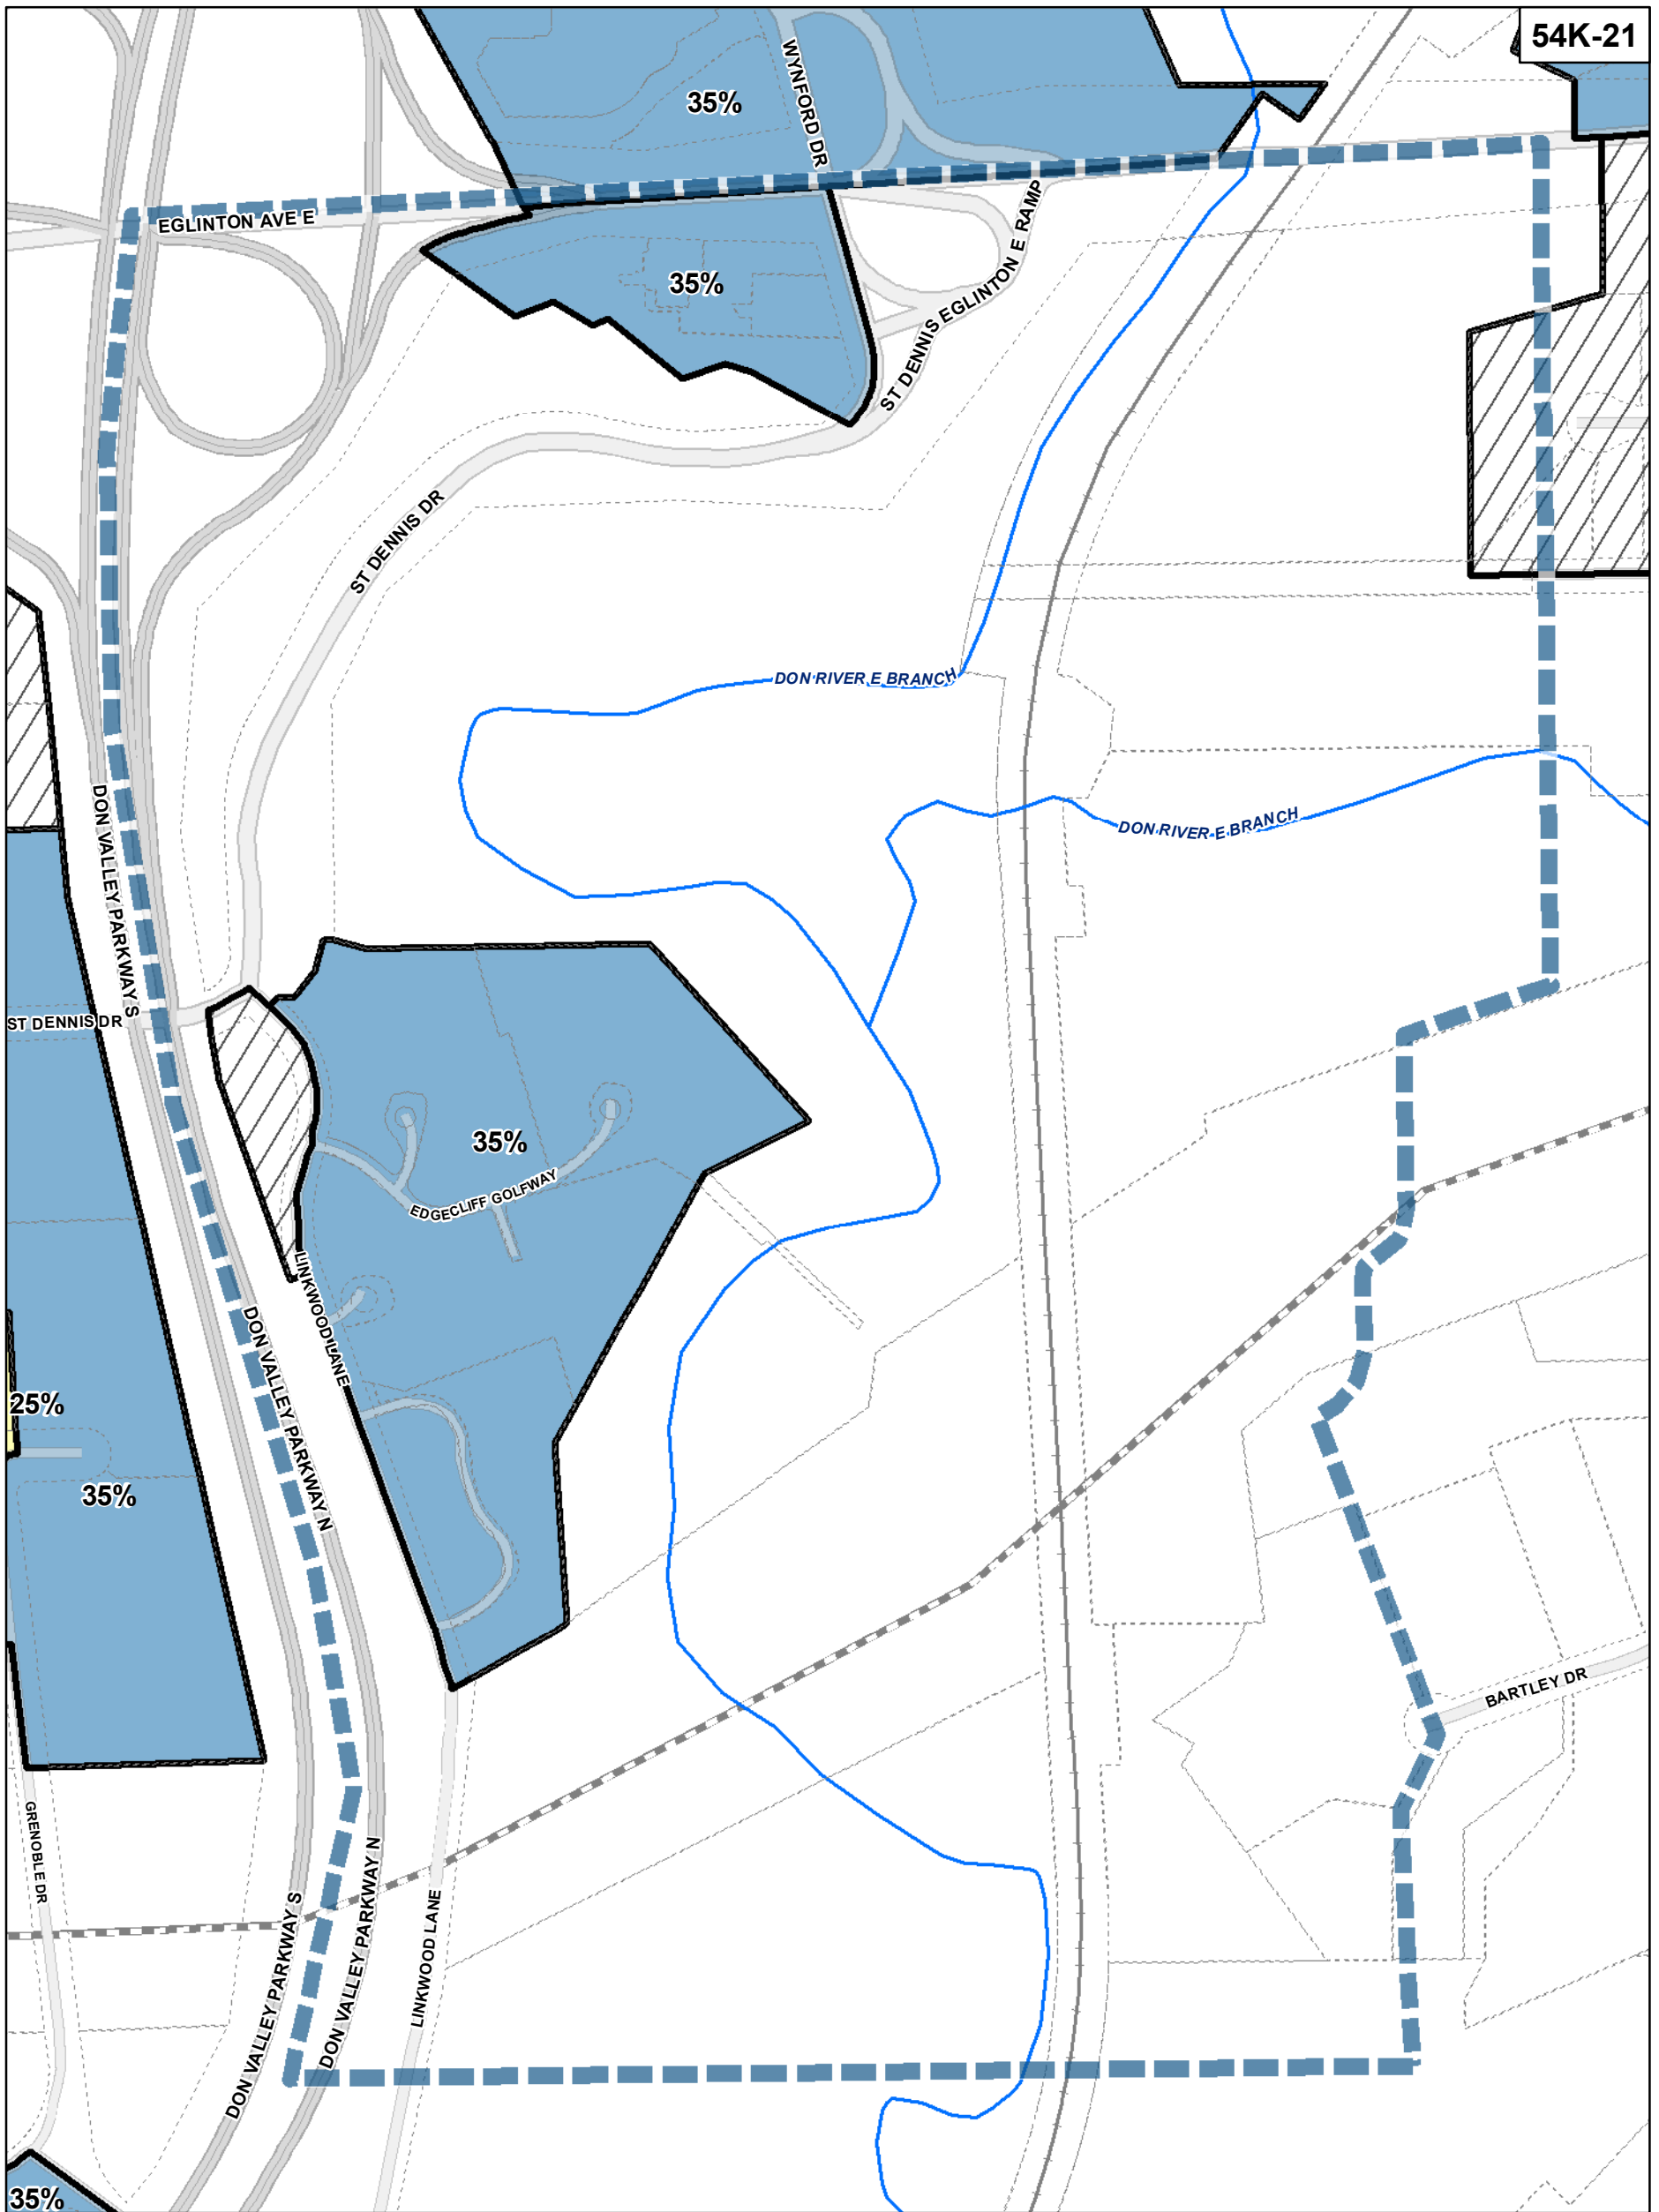 54K-21
35%
WYNFORD DR
EGLINTON AVE E
35%
ST DENNIS EGLINTON E RAMP
ST DENNIS DR
DON RIVER E BRANCH
DON VALLEY PARKWAY S
DON RIVER E BRANCH
ST DENNIS DR
35%
EDGECLIFF GOLFWAY
LINKWOOD LANE
DON VALLEY PARKWAY N
25%
35%
BARTLEY DR
GRENOBLE DR
DON VALLEY PARKWAY S
DON VALLEY PARKWAY N
LINKWOOD LANE
35%